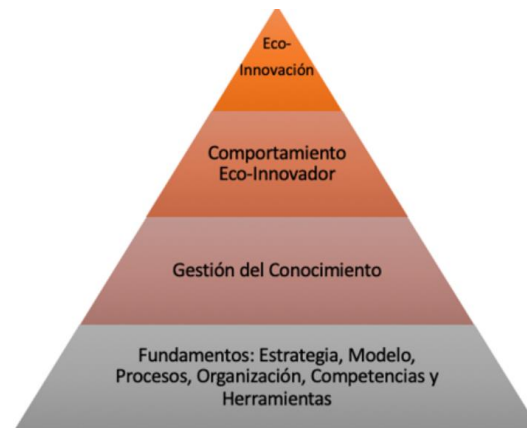 Eco-
Innovación
Comportamiento
Eco-Innovador
Gestión del Conocimiento
Fundamentos: Estrategia, Modelo,
Procesos, Organización, Competencias y
Herramientas